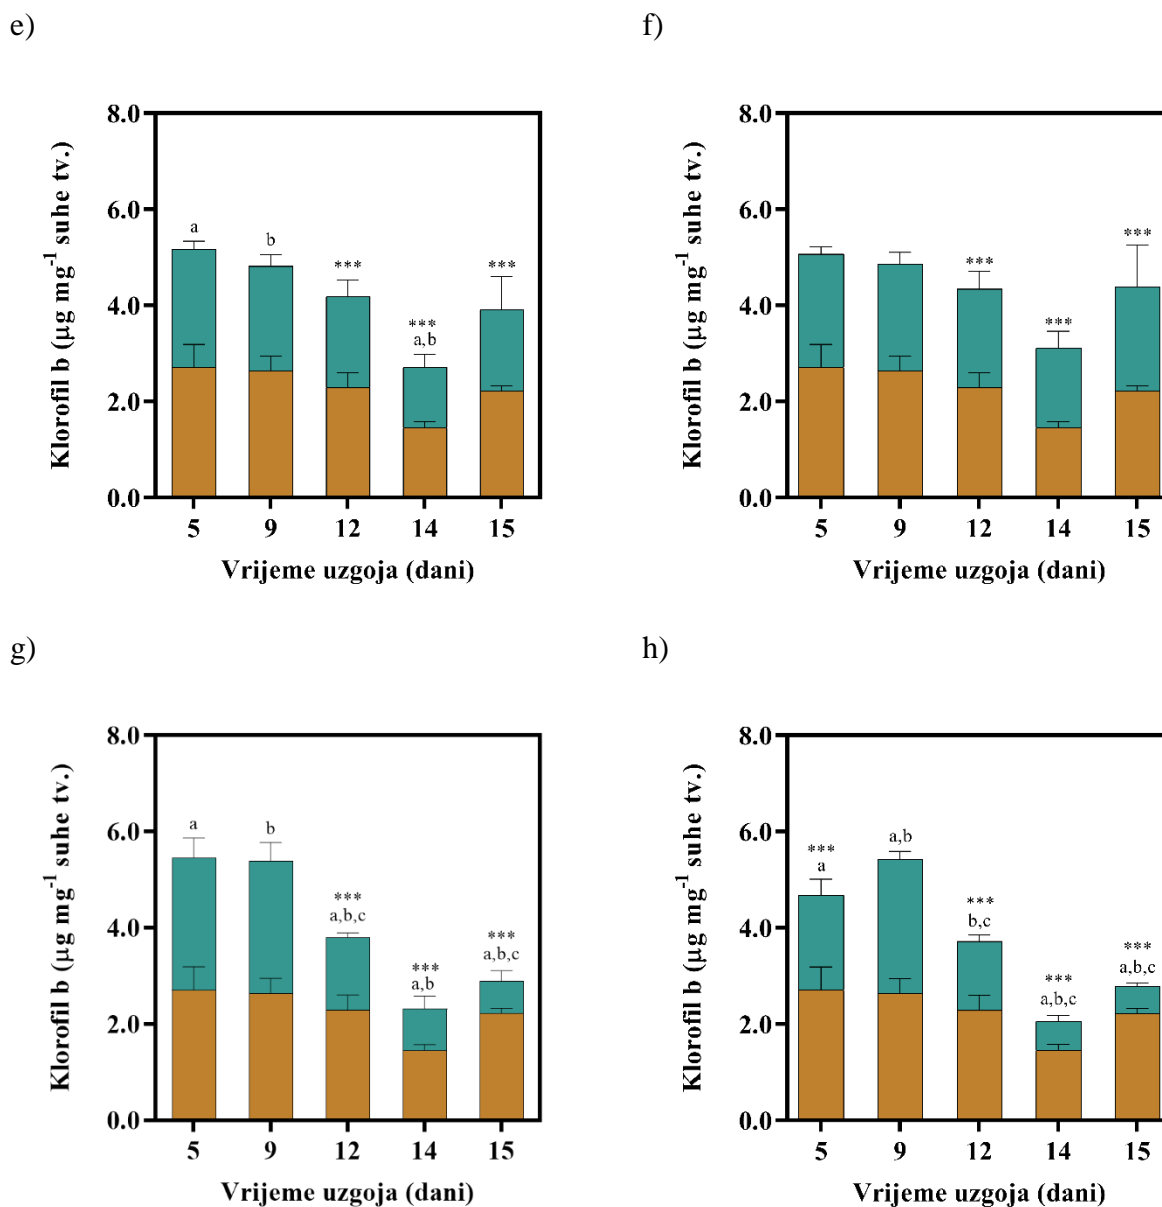 e)
f)
Klorofil b (µg mg⁻¹ suhe tv.)
8.0
6.0
4.0
2.0
0.0
a
b
***
***
a,b
***
5 9 12 14 15
Vrijeme uzgoja (dani)
Klorofil b (µg mg⁻¹ suhe tv.)
8.0
6.0
4.0
2.0
0.0
***
***
***
5 9 12 14 15
Vrijeme uzgoja (dani)
g)
h)
Klorofil b (µg mg⁻¹ suhe tv.)
8.0
6.0
4.0
2.0
0.0
a
b
***
a,b,c
***
a,b
***
a,b,c
5 9 12 14 15
Vrijeme uzgoja (dani)
Klorofil b (µg mg⁻¹ suhe tv.)
8.0
6.0
4.0
2.0
0.0
***
a
a,b
***
b,c
***
a,b,c
***
a,b,c
5 9 12 14 15
Vrijeme uzgoja (dani)